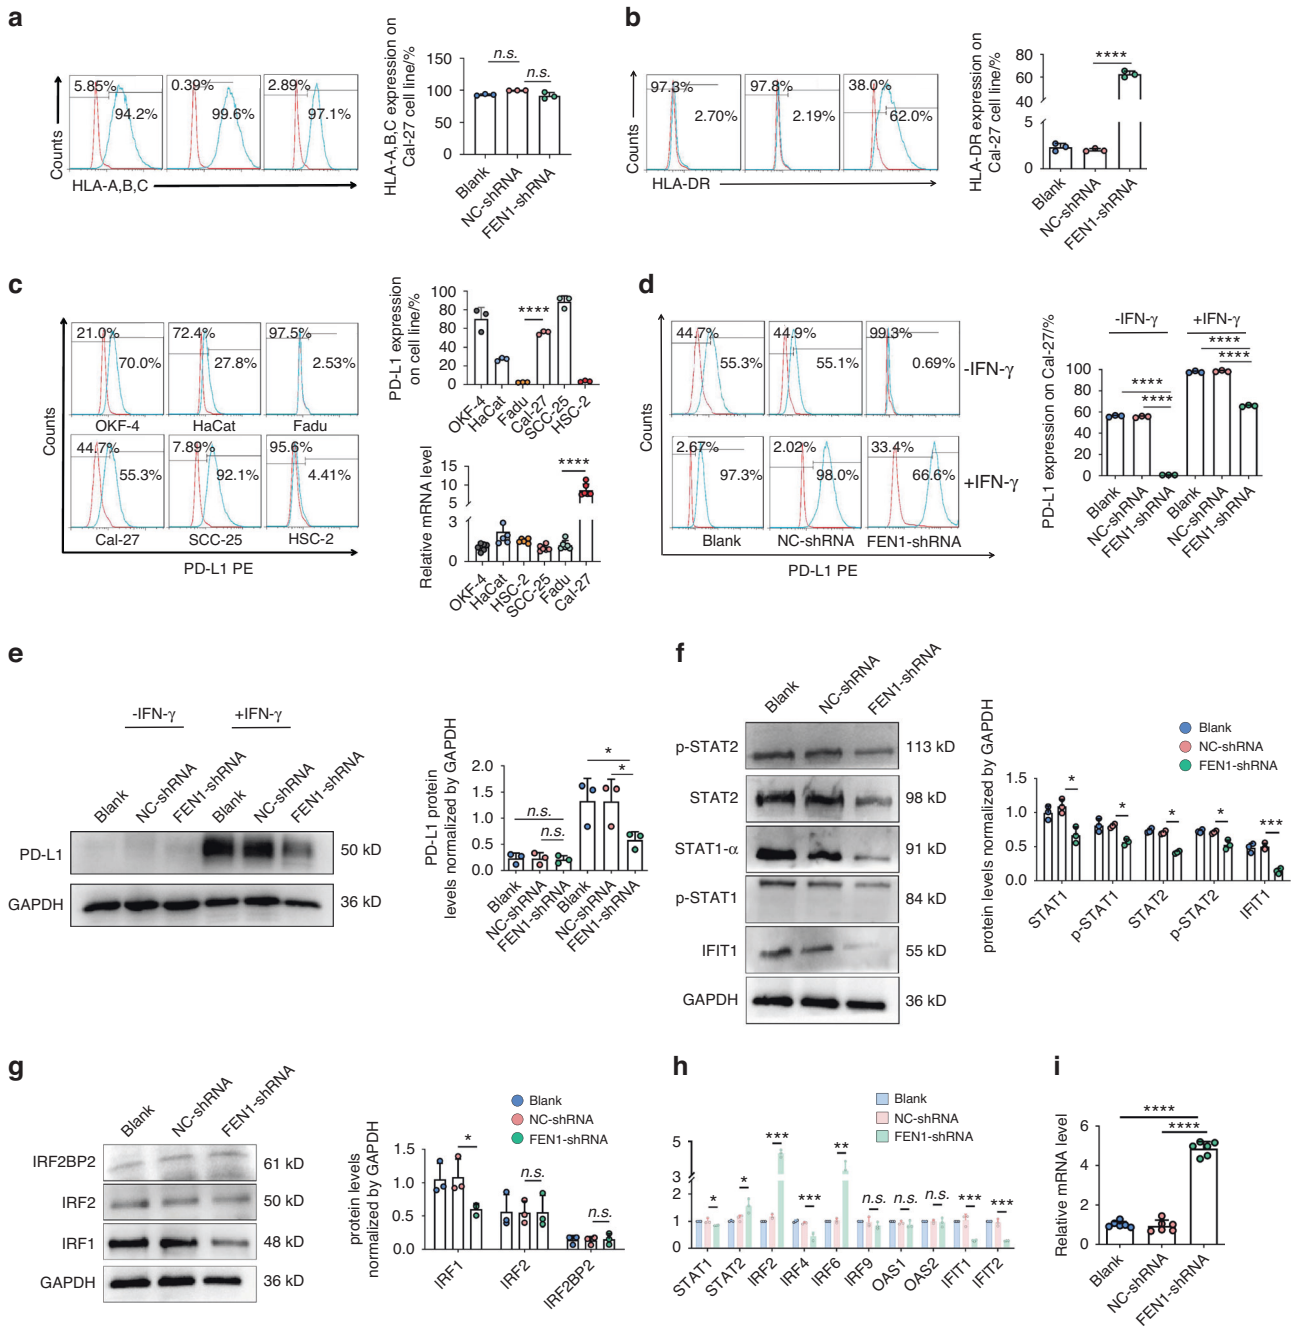 a
5.85%
94.2%
0.39%
99.6%
2.89%
97.1%
Counts
HLA-A,B,C
HLA-A,B,C expression on
Cal-27 cell line/%
150
100
50
0
n.s.
n.s.
Blank
NC-shRNA
FEN1-shRNA
b
97.3%
2.70%
97.8%
2.19%
38.0%
62.0%
Counts
HLA-DR
HLA-DR expression on
Cal-27 cell line/%
80
60
40
5
0
****
Blank
NC-shRNA
FEN1-shRNA
c
21.0%
70.0%
72.4%
27.8%
97.5%
2.53%
OKF-4
HaCat
Fadu
44.7%
55.3%
7.89%
92.1%
95.6%
4.41%
Cal-27
SCC-25
HSC-2
Counts
PD-L1 PE
PD-L1 expression
on cell line/%
100
80
60
40
20
0
****
OKF-4
HaCat
Fadu
Cal-27
SCC-25
HSC-2
Relative mRNA level
15
10
5
3
0
****
OKF-4
HaCat
HSC-2
SCC-25
Fadu
Cal-27
d
44.7%
55.3%
44.9%
55.1%
99.3%
0.69%
-IFN-γ
2.67%
97.3%
2.02%
98.0%
33.4%
66.6%
+IFN-γ
Blank
NC-shRNA
FEN1-shRNA
Counts
PD-L1 PE
PD-L1 expression on Cal-27/%
-IFN-γ
+IFN-γ
****
****
****
****
100
80
60
40
20
0
Blank
NC-shRNA
FEN1-shRNA
Blank
NC-shRNA
FEN1-shRNA
e
-IFN-γ
+IFN-γ
Blank
NC-shRNA
FEN1-shRNA
Blank
NC-shRNA
FEN1-shRNA
PD-L1
50 kD
GAPDH
36 kD
PD-L1 protein
levels normalized by GAPDH
2.0
1.5
1.0
0.5
0.0
n.s.
n.s.
*
*
Blank
NC-shRNA
FEN1-shRNA
Blank
NC-shRNA
FEN1-shRNA
f
Blank
NC-shRNA
FEN1-shRNA
p-STAT2
113 kD
STAT2
98 kD
STAT1-α
91 kD
p-STAT1
84 kD
IFIT1
55 kD
GAPDH
36 kD
Blank
NC-shRNA
FEN1-shRNA
protein levels normalized by GAPDH
1.5
1.0
0.5
0.0
*
*
*
*
***
STAT1
p-STAT1
STAT2
p-STAT2
IFIT1
g
Blank
NC-shRNA
FEN1-shRNA
IRF2BP2
61 kD
IRF2
50 kD
IRF1
48 kD
GAPDH
36 kD
Blank
NC-shRNA
FEN1-shRNA
protein levels
normalized by GAPDH
1.5
1.0
0.5
0.0
*
n.s.
n.s.
IRF1
IRF2
IRF2BP2
h
Blank
NC-shRNA
FEN1-shRNA
5
3
2
1
0
*
*
***
***
**
n.s.
n.s.
n.s.
***
***
STAT1
STAT2
IRF2
IRF4
IRF6
IRF9
OAS1
OAS2
IFIT1
IFIT2
i
Relative mRNA level
6
4
2
0
****
****
Blank
NC-shRNA
FEN1-shRNA